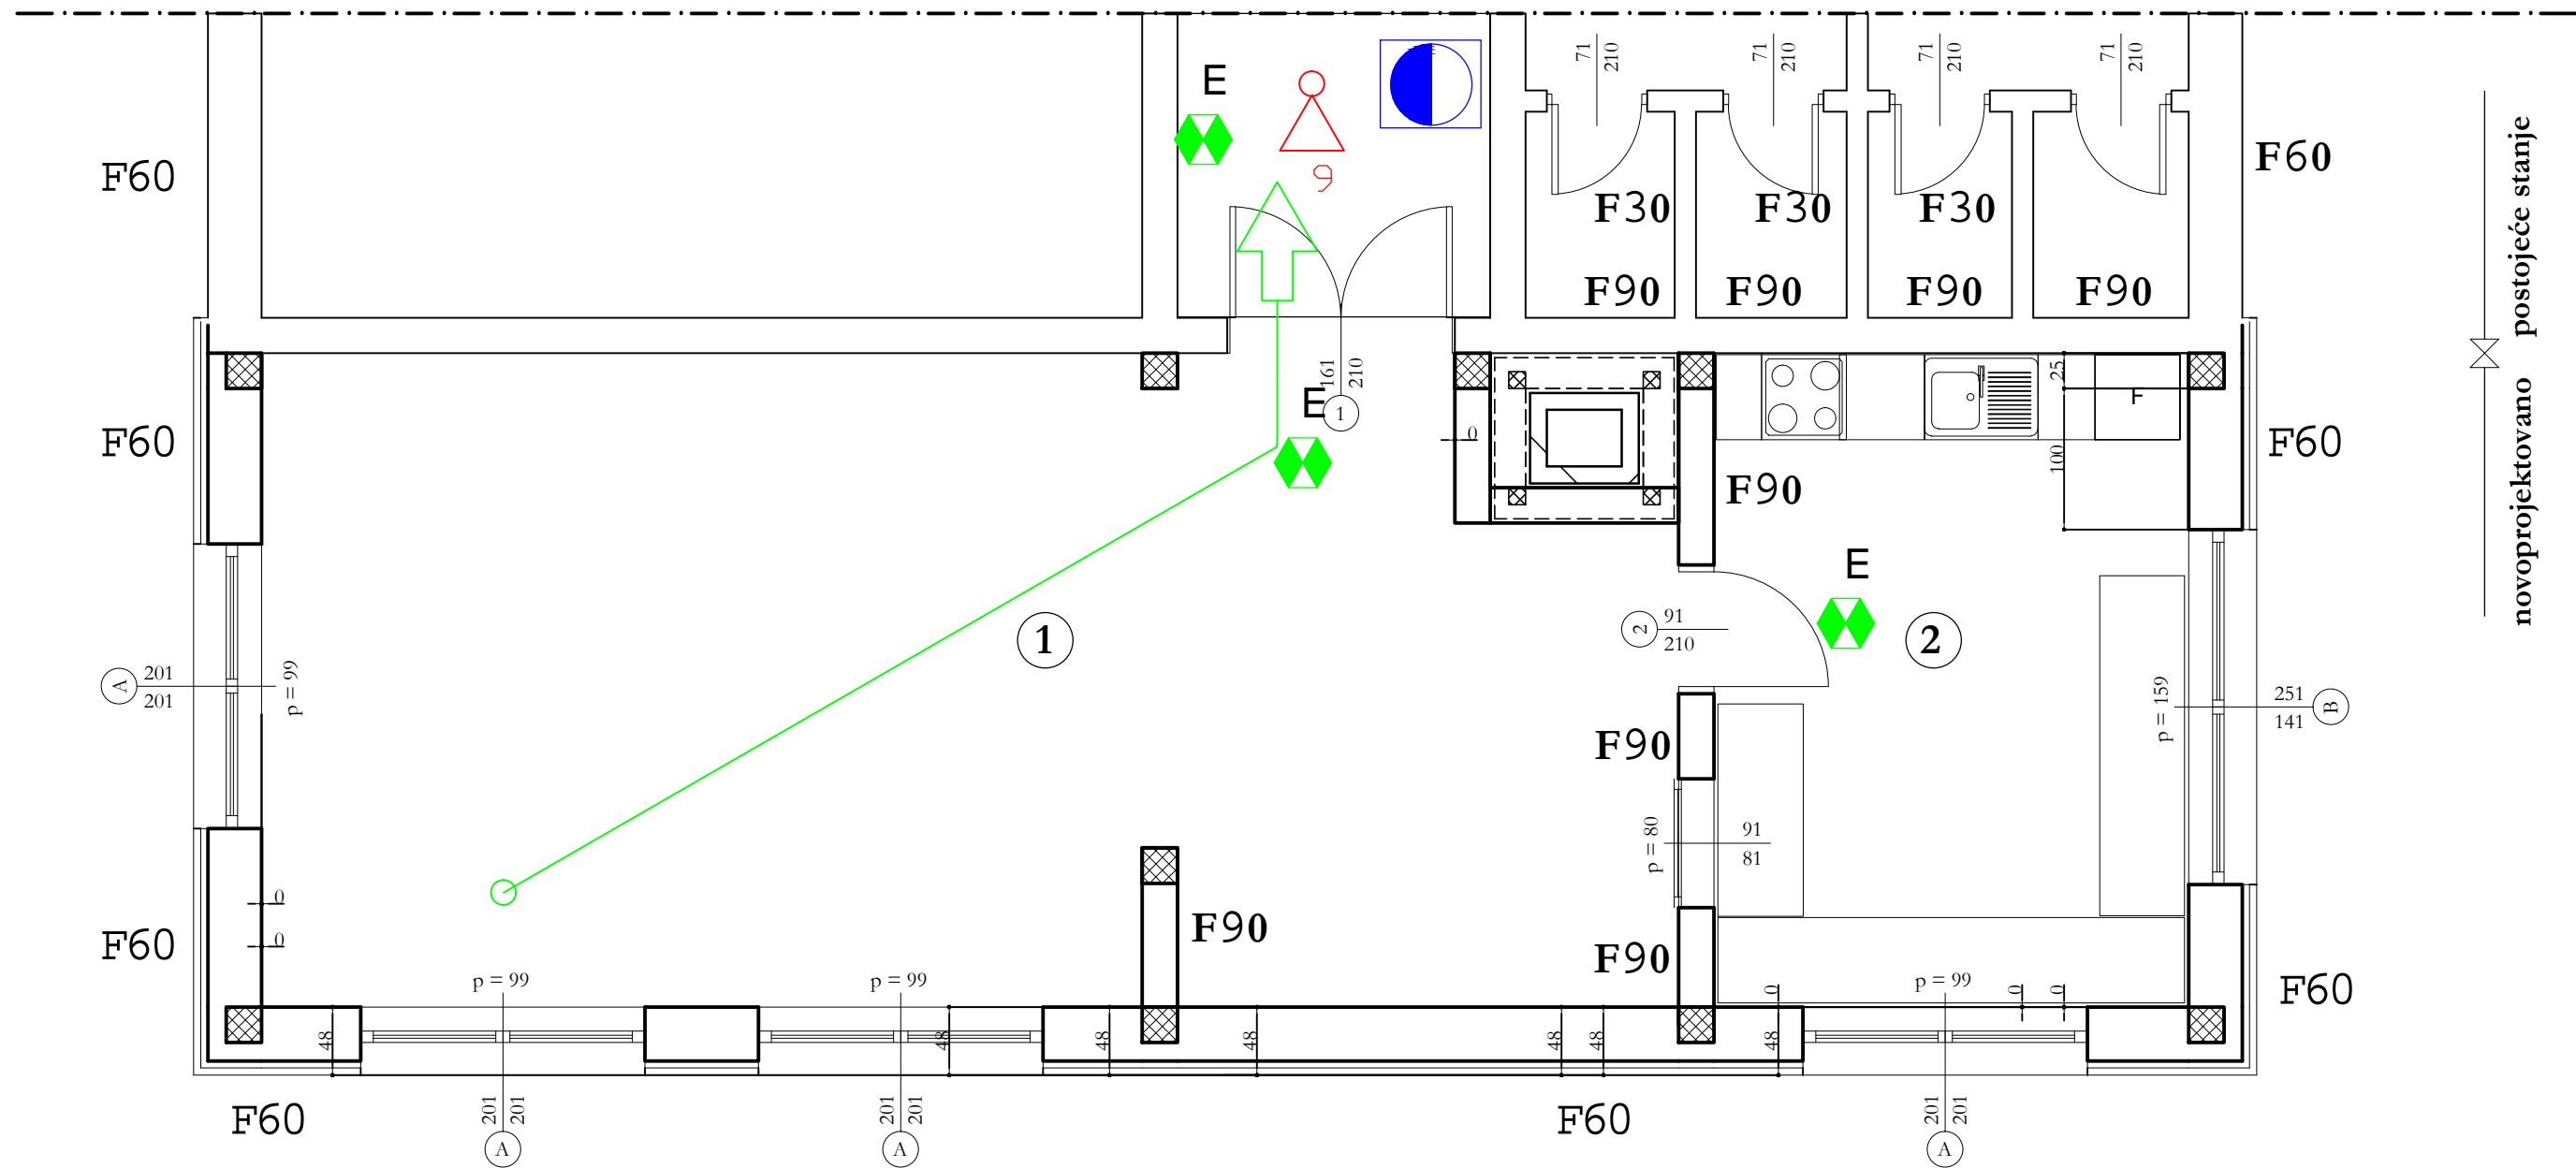 71
210
71
210
71
210
71
210
E
9
F60
F60
postojeće stanje
novoprojektovano
F30
F30
F30
F90
F90
F90
F90
161
210
1
E
F
25
100
0
F60
F60
F90
E
1
2
91
210
2
A
201
201
p = 99
p = 159
251
141
B
F90
p = 80
91
81
0
0
F60
F90
F90
p = 99
p = 99
p = 99
0
0
0
F60
48
48
48
48
48
48
48
F60
201
201
A
201
201
A
F60
201
201
A